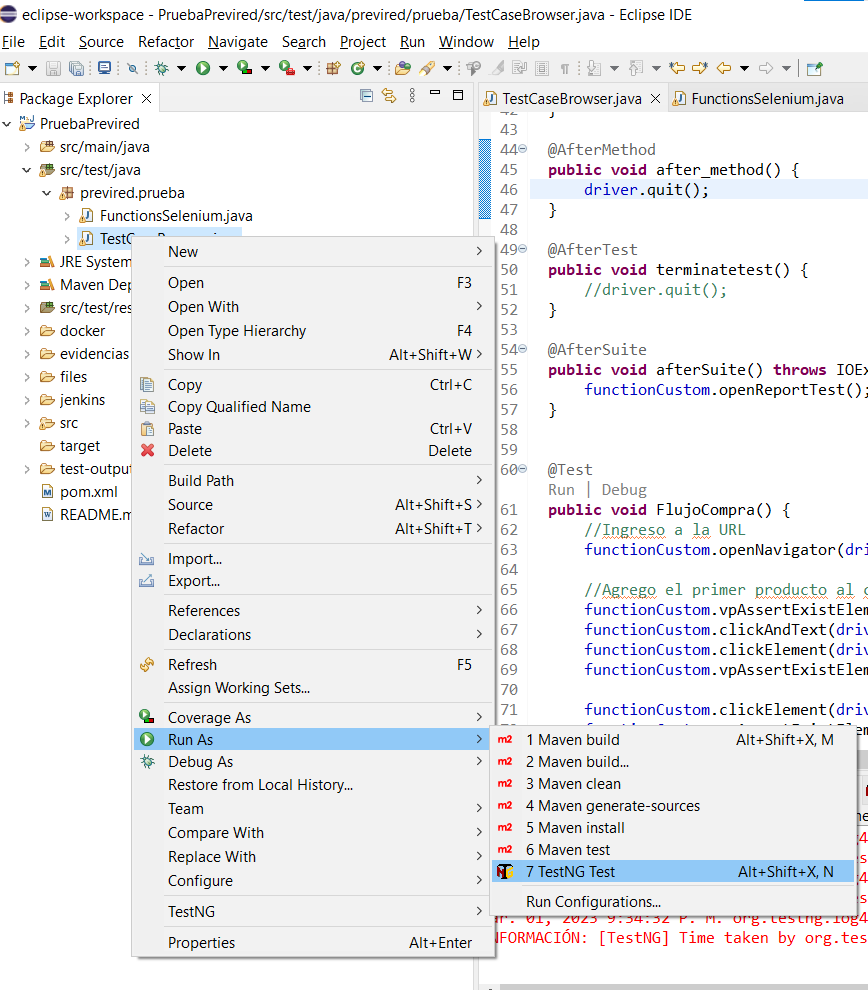 eclipse-workspace - PruebaPrevired/src/test/java/previred/prueba/TestCaseBrowser.java - Eclipse IDE
File Edit Source Refactor Navigate Search Project Run Window Help
Package Explorer
PruebaPrevired
src/main/java
src/test/java
previred.prueba
FunctionsSelenium.java
JRE System
Maven Dep
src/test/res
docker
evidencias
files
jenkins
src
target
test-output
pom.xml
README.m
New
Open F3
Open With
Open Type Hierarchy F4
Show In Alt+Shift+W
Copy Ctrl+C
Copy Qualified Name
Paste Ctrl+V
Delete Delete
Build Path
Source Alt+Shift+S
Refactor Alt+Shift+T
Import...
Export...
References
Declarations
Refresh F5
Assign Working Sets...
Coverage As
Run As
Debug As
Restore from Local History...
Team
Compare With
Replace With
Configure
TestNG
Properties Alt+Enter
1 Maven build Alt+Shift+X, M
2 Maven build...
3 Maven clean
4 Maven generate-sources
5 Maven install
6 Maven test
7 TestNG Test Alt+Shift+X, N
Run Configurations...
TestCaseBrowser.java FunctionsSelenium.java
42 }
43
44 @AfterMethod
45 public void after_method() {
46 driver.quit();
47 }
48
49 @AfterTest
50 public void terminatetest() {
51 //driver.quit();
52 }
53
54 @AfterSuite
55 public void afterSuite() throws IOEx
56 functionCustom.openReportTest();
57 }
58
59
60 @Test
Run | Debug
61 public void FlujoCompra() {
62 //Ingreso a la URL
63 functionCustom.openNavigator(dri
64
65 //Agrego el primer producto al c
66 functionCustom.vpAssertExistElem
67 functionCustom.clickAndText(driv
68 functionCustom.clickElement(driv
69 functionCustom.vpAssertExistElem
70
71 functionCustom.clickElement(driv
01, 2023 9:34:32 P. M. org.testng.log4
NFORMACIÓN: [TestNG] Time taken by org.tes